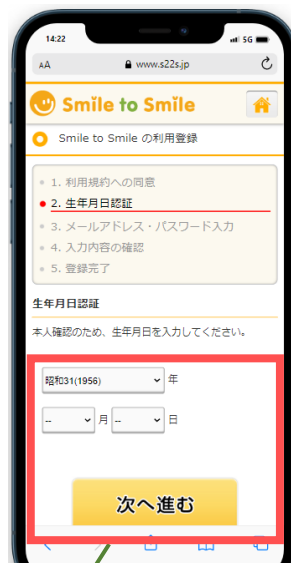 14:22
5G
AA www.s22s.jp
Smile to Smile
Smile to Smile の利用登録
1. 利用規約への同意
2. 生年月日認証
3. メールアドレス・パスワード入力
4. 入力内容の確認
5. 登録完了
生年月日認証
本人確認のため、生年月日を入力してください。
昭和31(1956) 年
-- 月 -- 日
次へ進む